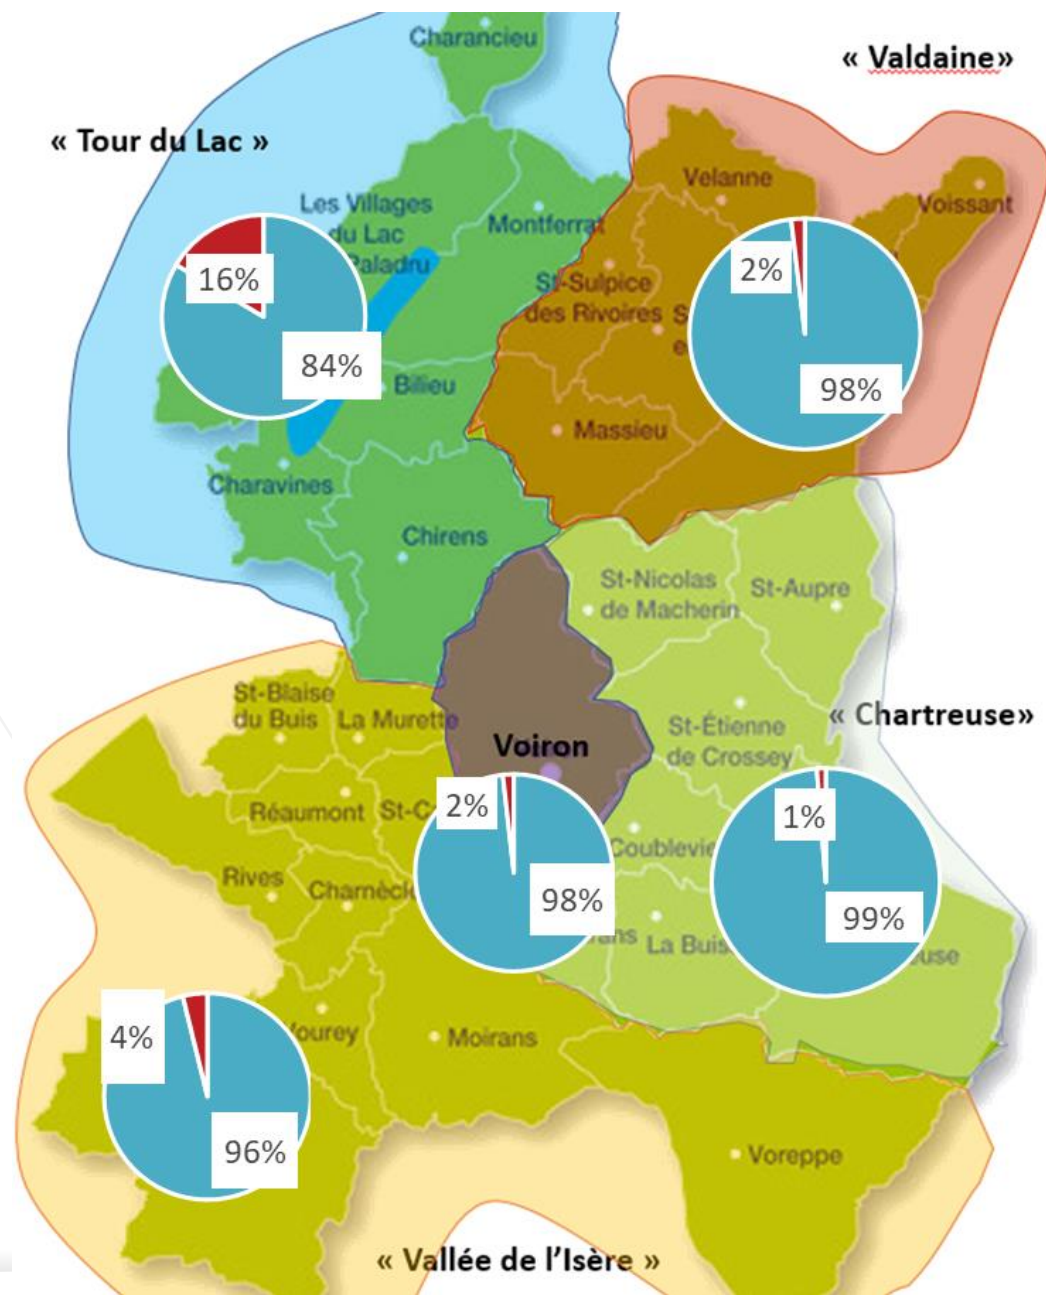 Charancieu
« Valdaine»
« Tour du Lac »
Velanne
Voissant
Les Villages
du Lac
Paladru
Montferrat
16%
2%
St-Sulpice
des Rivoires
84%
98%
Bilieu
Massieu
Charavines
Chirens
St-Nicolas
de Macherin
St-Aupre
St-Blaise
du Buis
La Murette
St-Étienne
de Crossey
« Chartreuse»
Voiron
Réaumont
2%
1%
Coublevie
Rives
98%
99%
La Buis
Moirans
4%
96%
Voreppe
« Vallée de l’Isère »